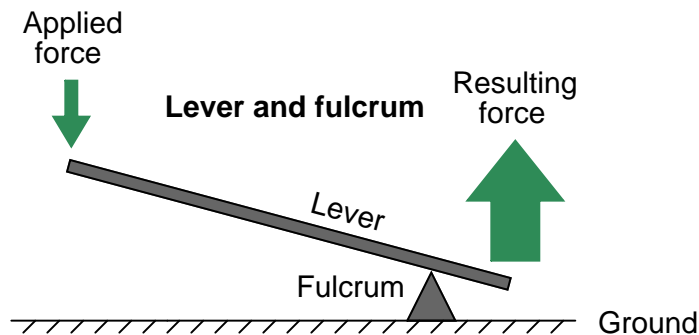 Applied
force
Lever and fulcrum
Resulting
force
Lever
Fulcrum
Ground